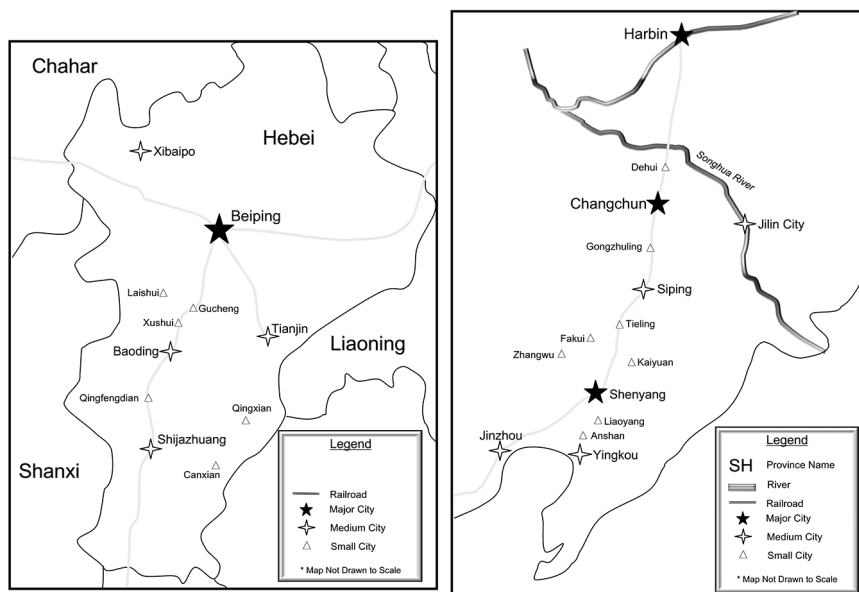 Chahar
Hebei
Xibaipo
Beiping
Laishui
Gucheng
Xushui
Tianjin
Baoding
Liaoning
Qingfengdian
Qingxian
Shijazhuang
Shanxi
Canxian
Legend
Railroad
Major City
Medium City
Small City
* Map Not Drawn to Scale
Harbin
Songhua River
Dehui
Changchun
Jilin City
Gongzhuling
Siping
Tieling
Fakui
Zhangwu
Kaiyuan
Shenyang
Liaoyang
Jinzhou
Anshan
Yingkou
Legend
SH Province Name
River
Railroad
Major City
Medium City
Small City
* Map Not Drawn to Scale